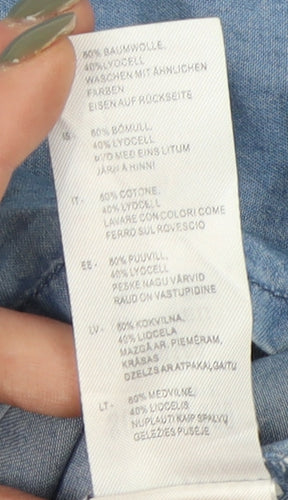 60% BAUMWOLLE,
40% LYOCELL
WASCHEN MIT ÄHNLICHEN
FARBEN
EISEN AUF RÜCKSEITE
IS - 60% BÓMULL,
40% LYOCELL
ÞVO MEÐ EINS LITUM
JÁRN Á HINNI
IT - 60% COTONE,
40% LYOCELL
LAVARE CON COLORI COME
FERRO SUL ROVESCIO
EE - 60% PUUVILL,
40% LYOCELL
PESKE NAGU VÄRVID
RAUD ON VASTUPIDINE
LV - 60% KOKVILNA,
40% LIOCELA
MAZGĀ AR. PIEMĒRAM,
KRĀSAS
DZELZS AR ATPAKAĻGAITU
LT - 60% MEDVILNĖ,
40% LIOCELIS
NUPLAUTI KAIP SPALVŲ
GELEŽIES PUSĖJE